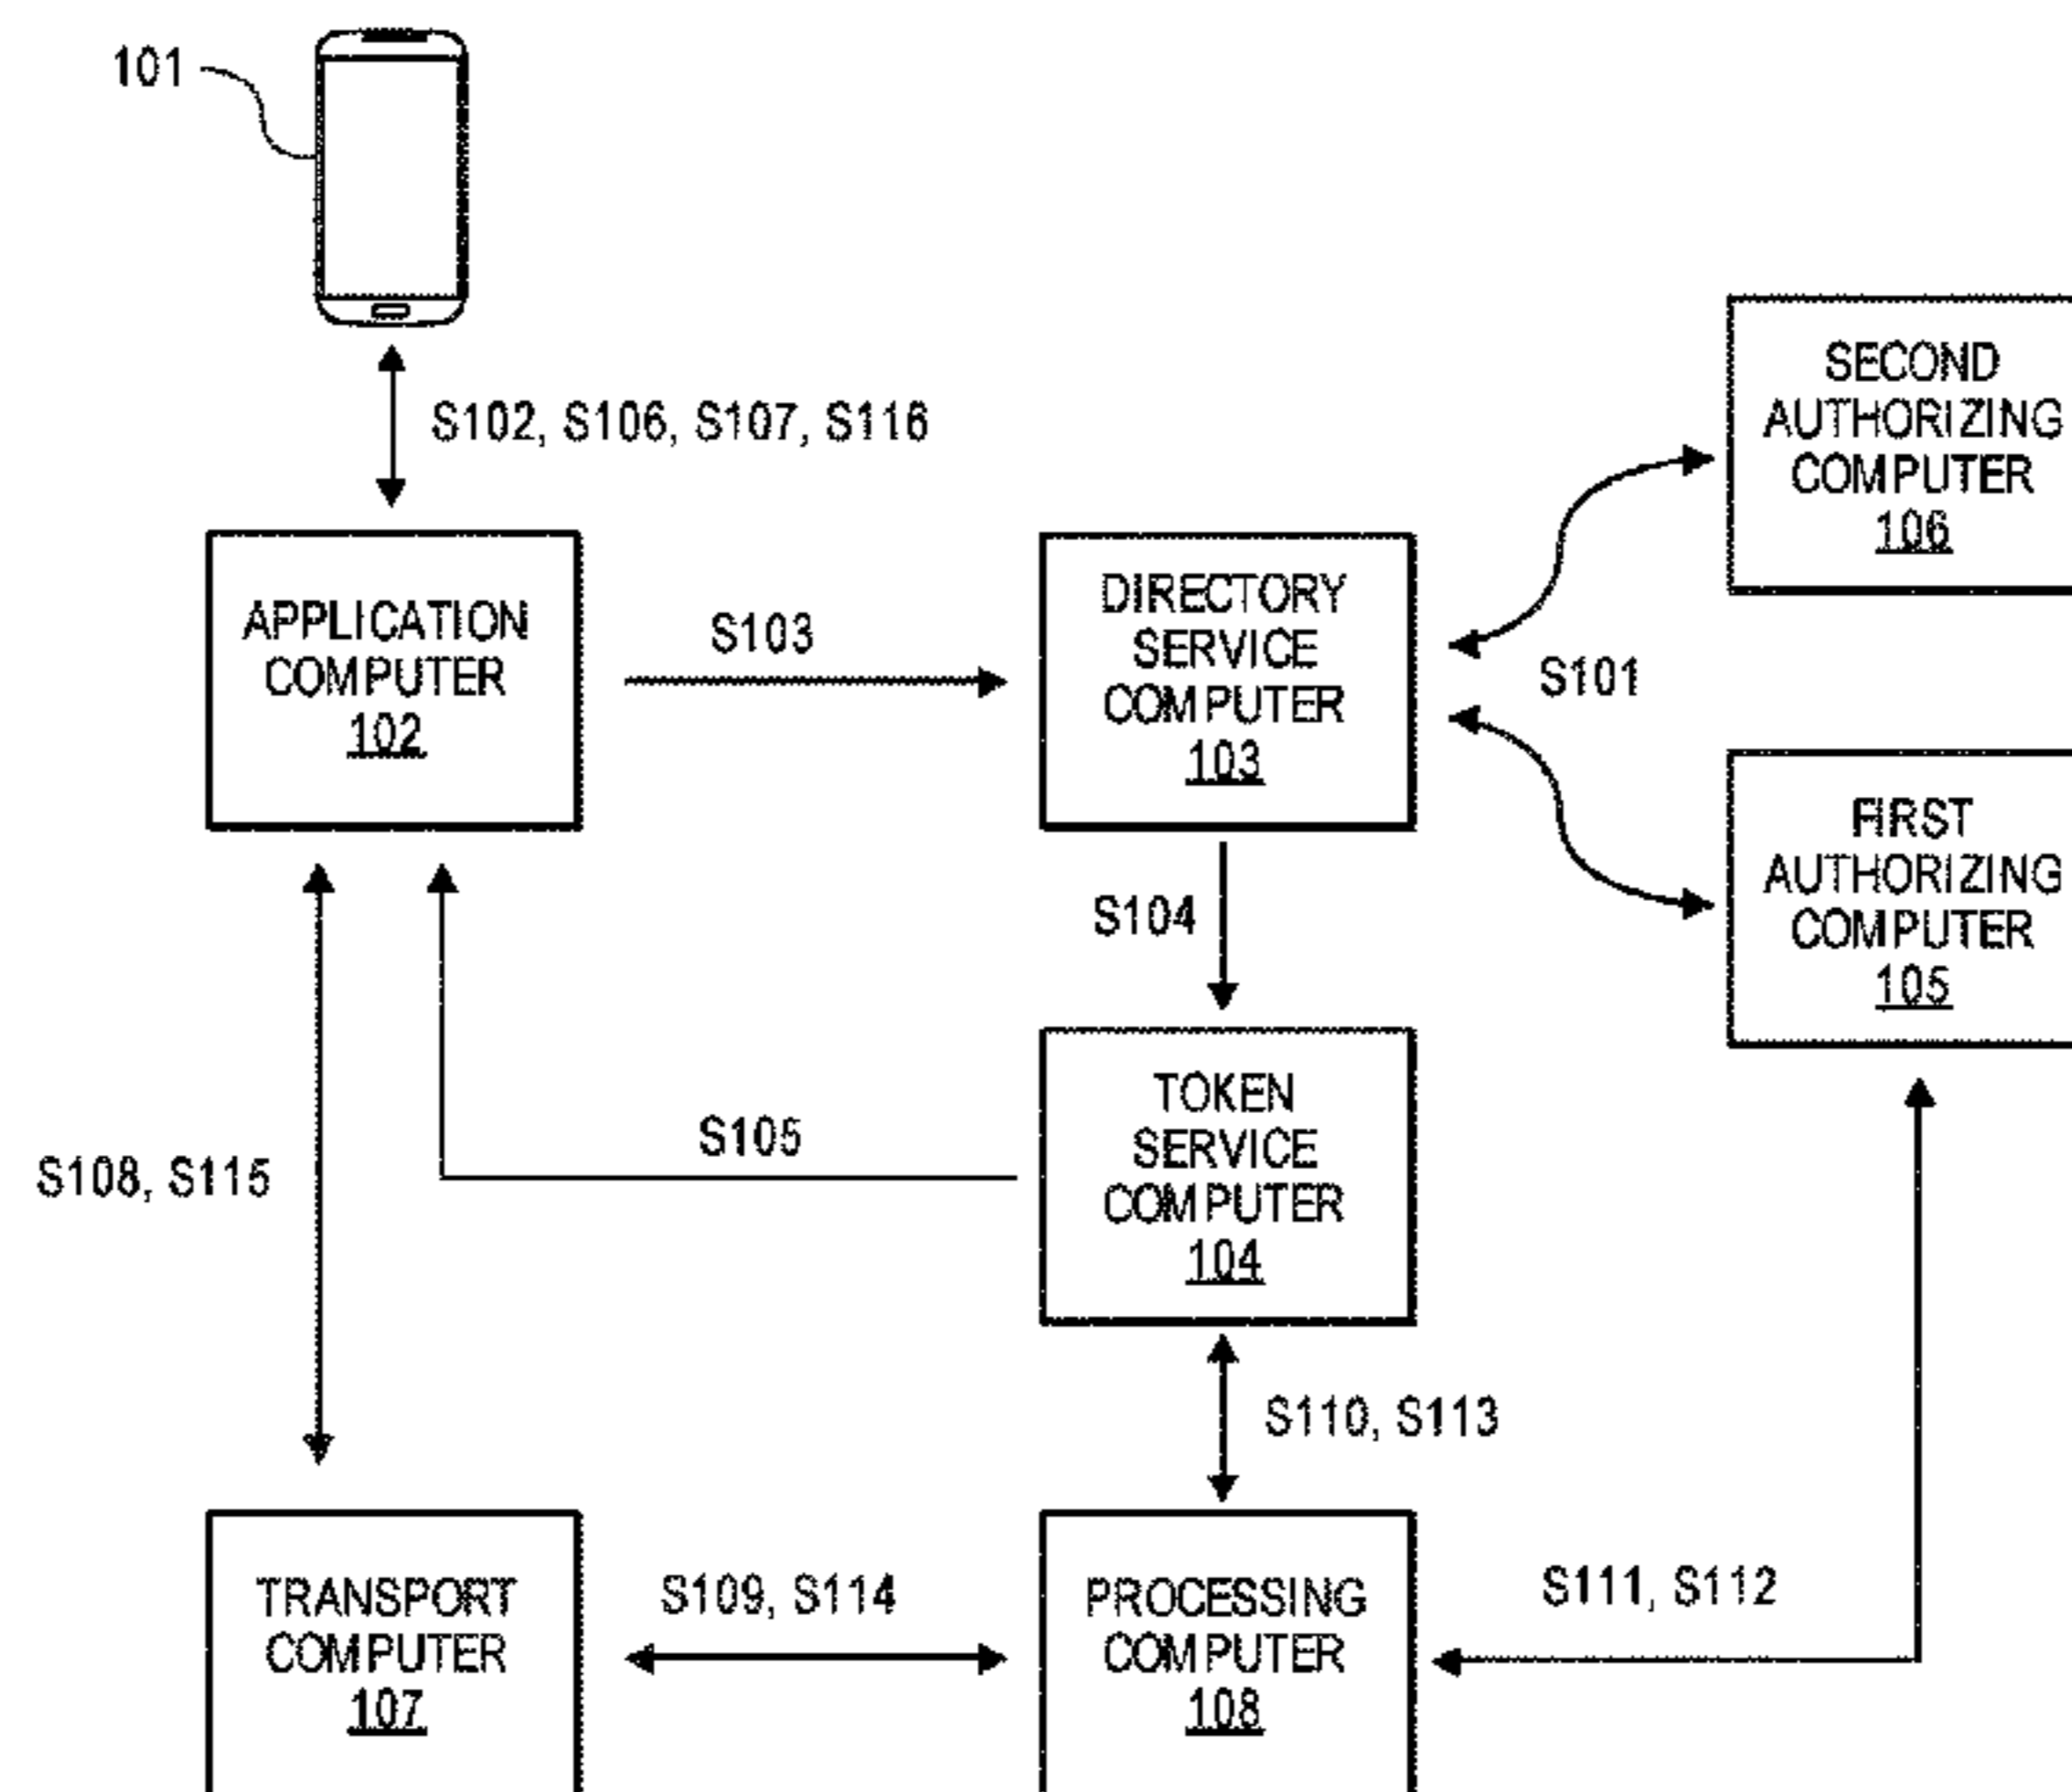 101
S102, S106, S107, S116
SECOND
AUTHORIZING
COMPUTER
106
APPLICATION
COMPUTER
102
S103
DIRECTORY
SERVICE
COMPUTER
103
S101
FIRST
AUTHORIZING
COMPUTER
105
S104
S105
TOKEN
SERVICE
COMPUTER
104
S108, S115
S110, S113
TRANSPORT
COMPUTER
107
S109, S114
PROCESSING
COMPUTER
108
S111, S112